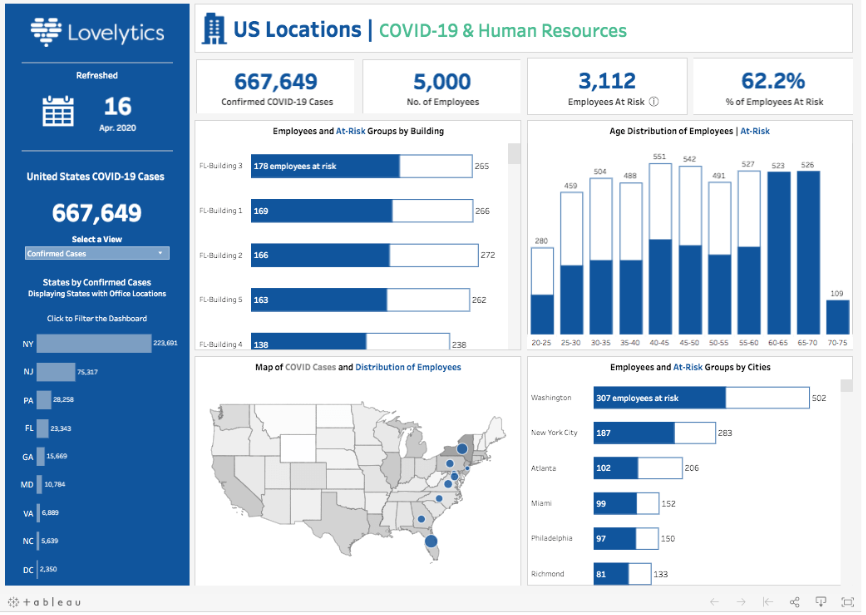 Lovelytics
Refreshed
16
Apr. 2020
United States COVID-19 Cases
667,649
Select a View
Confirmed Cases
States by Confirmed Cases
Displaying States with Office Locations
Click to Filter the Dashboard
NY 223,691
NJ 75,317
PA 28,258
FL 23,343
GA 15,669
MD 10,784
VA 6,889
NC 5,639
DC 2,350
US Locations | COVID-19 & Human Resources
667,649
Confirmed COVID-19 Cases
5,000
No. of Employees
3,112
Employees At Risk ⓘ
62.2%
% of Employees At Risk
Employees and At-Risk Groups by Building
FL-Building 3 178 employees at risk 265
FL-Building 1 169 266
FL-Building 2 166 272
FL-Building 5 163 262
FL-Building 4 138 238
Age Distribution of Employees | At-Risk
280 459 504 488 551 542 491 527 523 526 109
20-25 25-30 30-35 35-40 40-45 45-50 50-55 55-60 60-65 65-70 70-75
Map of COVID Cases and Distribution of Employees
Employees and At-Risk Groups by Cities
Washington 307 employees at risk 502
New York City 187 283
Atlanta 102 206
Miami 99 152
Philadelphia 97 150
Richmond 81 133
+ a b l e a u